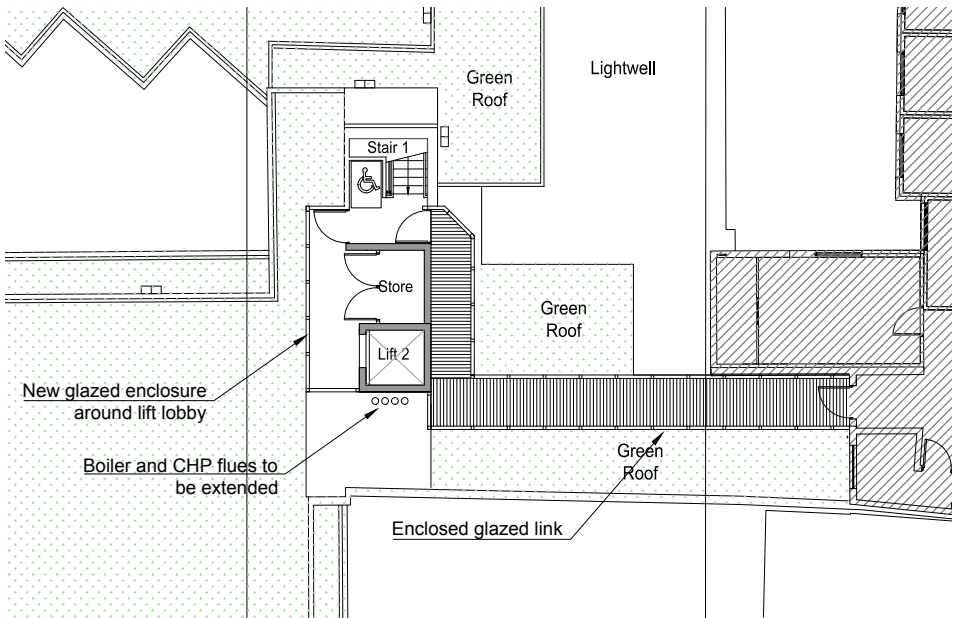 Green
Roof
Lightwell
Stair 1
Store
Green
Roof
Lift 2
New glazed enclosure
around lift lobby
Boiler and CHP flues to
be extended
Green
Roof
Enclosed glazed link